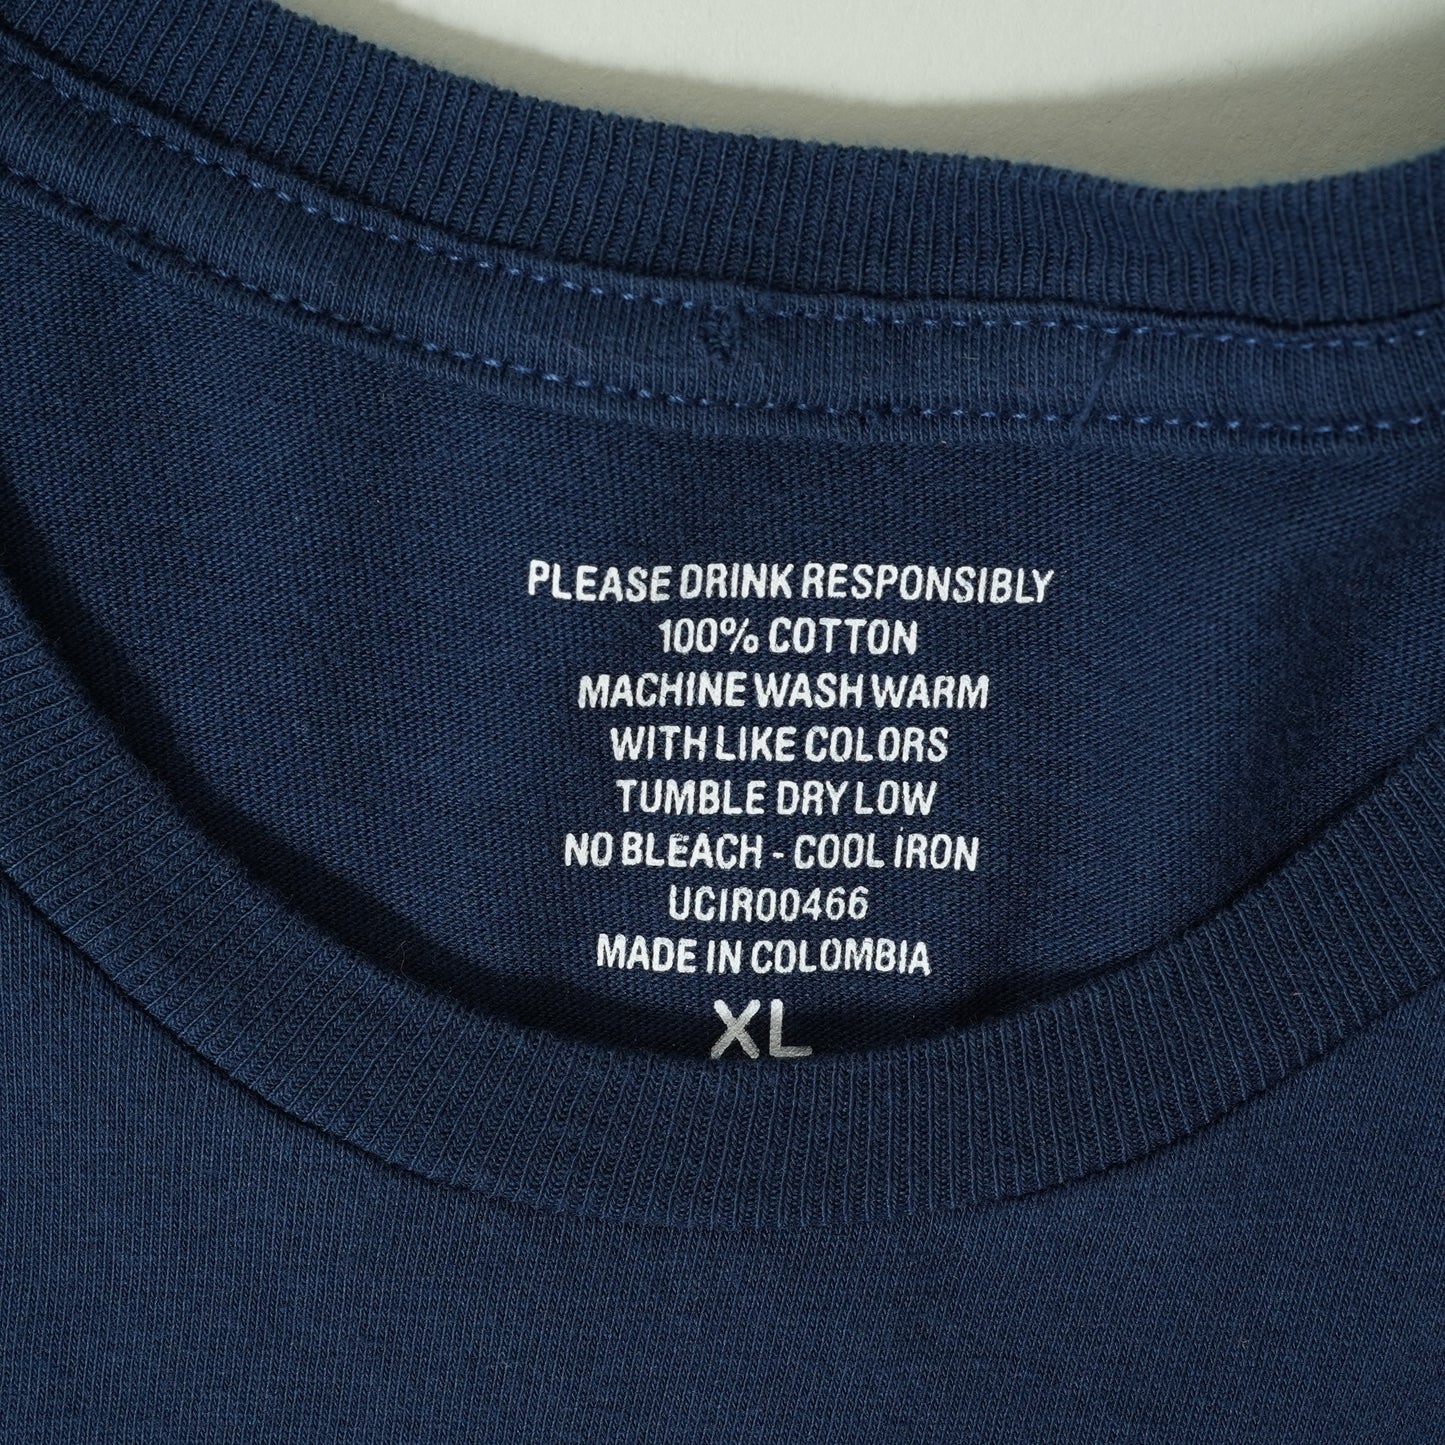 PLEASE DRINK RESPONSIBLY
100% COTTON
MACHINE WASH WARM
WITH LIKE COLORS
TUMBLE DRY LOW
NO BLEACH - COOL IRON
UCIR00466
MADE IN COLOMBIA
XL